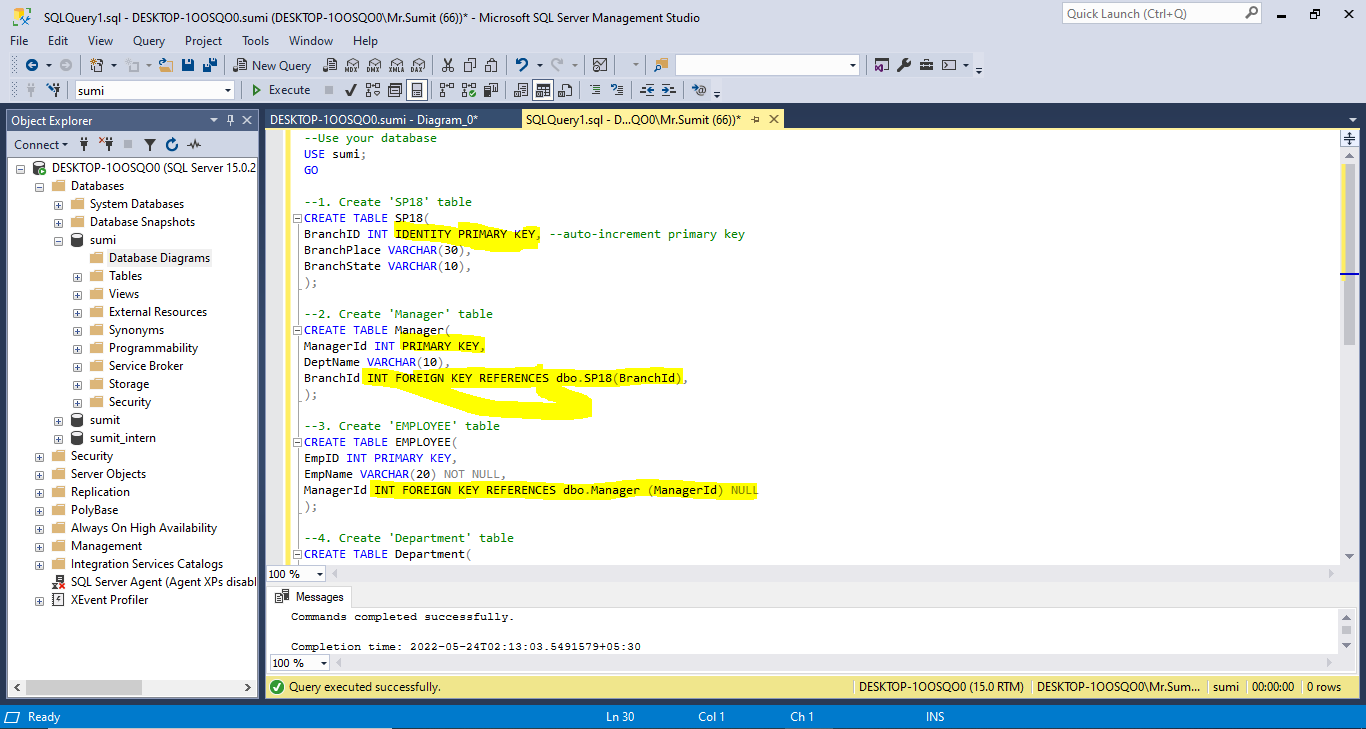 SQLQuery1.sql - DESKTOP-1OOSQO0.sumi (DESKTOP-1OOSQO0\Mr.Sumit (66))* - Microsoft SQL Server Management Studio
Quick Launch (Ctrl+Q)
File Edit View Query Project Tools Window Help
New Query MDX DMX XMLA DAX
sumi Execute
Object Explorer
Connect
DESKTOP-1OOSQO0 (SQL Server 15.0.2
Databases
System Databases
Database Snapshots
sumi
Database Diagrams
Tables
Views
External Resources
Synonyms
Programmability
Service Broker
Storage
Security
sumit
sumit_intern
Security
Server Objects
Replication
PolyBase
Always On High Availability
Management
Integration Services Catalogs
SQL Server Agent (Agent XPs disabl
XEvent Profiler
DESKTOP-1OOSQO0.sumi - Diagram_0*
SQLQuery1.sql - D...QO0\Mr.Sumit (66))*
--Use your database
USE sumi;
GO
--1. Create 'SP18' table
CREATE TABLE SP18(
BranchID INT IDENTITY PRIMARY KEY, --auto-increment primary key
BranchPlace VARCHAR(30),
BranchState VARCHAR(10),
);
--2. Create 'Manager' table
CREATE TABLE Manager(
ManagerId INT PRIMARY KEY,
DeptName VARCHAR(10),
BranchId INT FOREIGN KEY REFERENCES dbo.SP18(BranchId),
);
--3. Create 'EMPLOYEE' table
CREATE TABLE EMPLOYEE(
EmpID INT PRIMARY KEY,
EmpName VARCHAR(20) NOT NULL,
ManagerId INT FOREIGN KEY REFERENCES dbo.Manager (ManagerId) NULL
);
--4. Create 'Department' table
CREATE TABLE Department(
100 %
Messages
Commands completed successfully.
Completion time: 2022-05-24T02:13:03.5491579+05:30
100 %
Query executed successfully.
DESKTOP-1OOSQO0 (15.0 RTM) DESKTOP-1OOSQO0\Mr.Sum... sumi 00:00:00 0 rows
Ready Ln 30 Col 1 Ch 1 INS